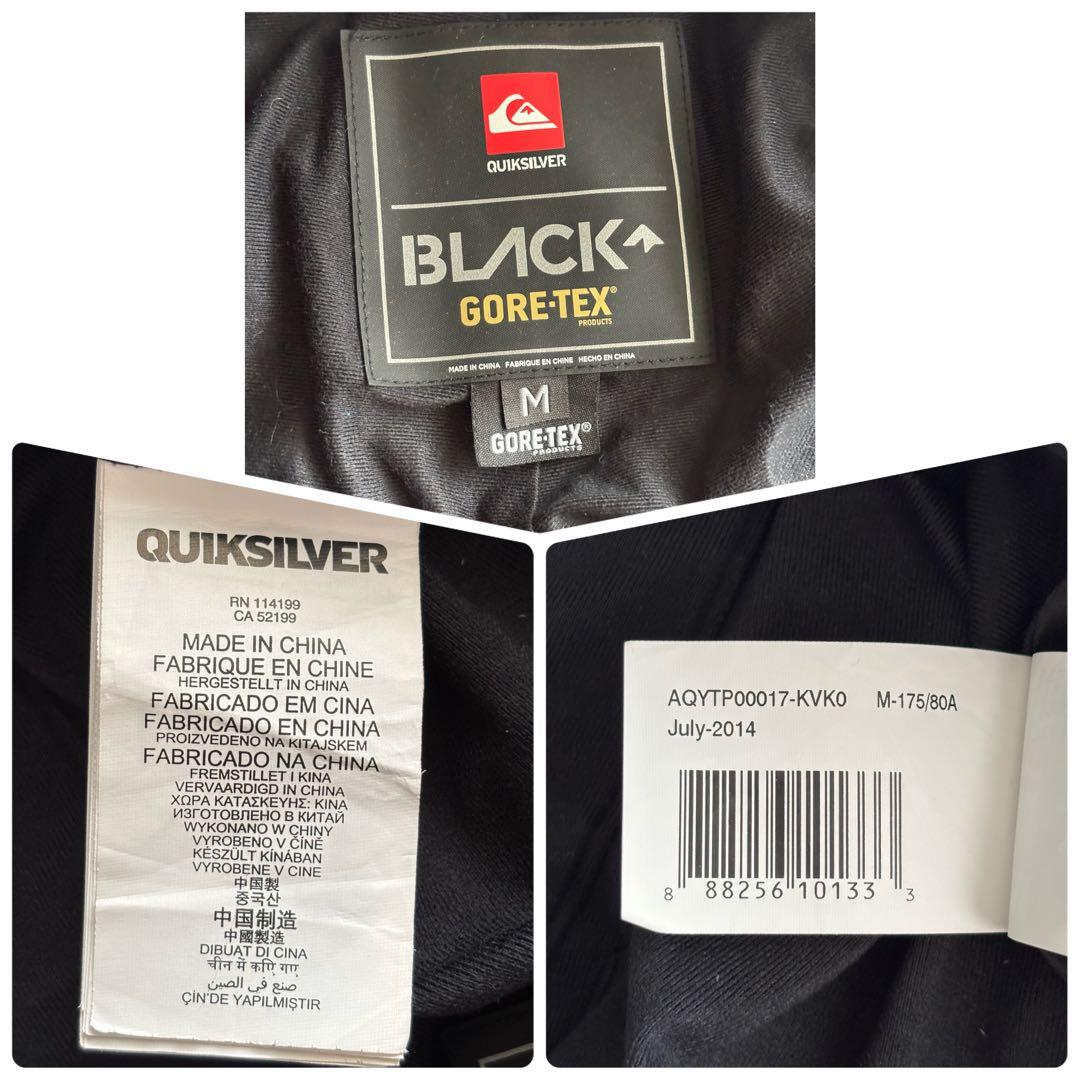 QUIKSILVER
BLACK
GORE-TEX®
PRODUCTS
MADE IN CHINA FABRIQUE EN CHINE HECHO EN CHINA
M
GORE-TEX®
PRODUCTS
QUIKSILVER
RN 114199
CA 52199
MADE IN CHINA
FABRIQUE EN CHINE
HERGESTELLT IN CHINA
FABRICADO EM CINA
FABRICADO EN CHINA
PROIZVEDENO NA KITAJSKEM
FABRICADO NA CHINA
FREMSTILLET I KINA
VERVAARDIGD IN CHINA
ΧΩΡΑ ΚΑΤΑΣΚΕΥΗΣ: ΚΙΝΑ
ИЗГОТОВЛЕНО В КИТАЙ
WYKONANO W CHINY
VYROBENO V ČÍNĚ
KÉSZÜLT KÍNÁBAN
VYROBENE V CINE
中国製
중국산
中国制造
中國製造
DIBUAT DI CINA
चीन में कएि गए
صنع في الصين
ÇİN'DE YAPILMIŞTIR
AQYTP00017-KVK0 M-175/80A
July-2014
8 88256 10133 3